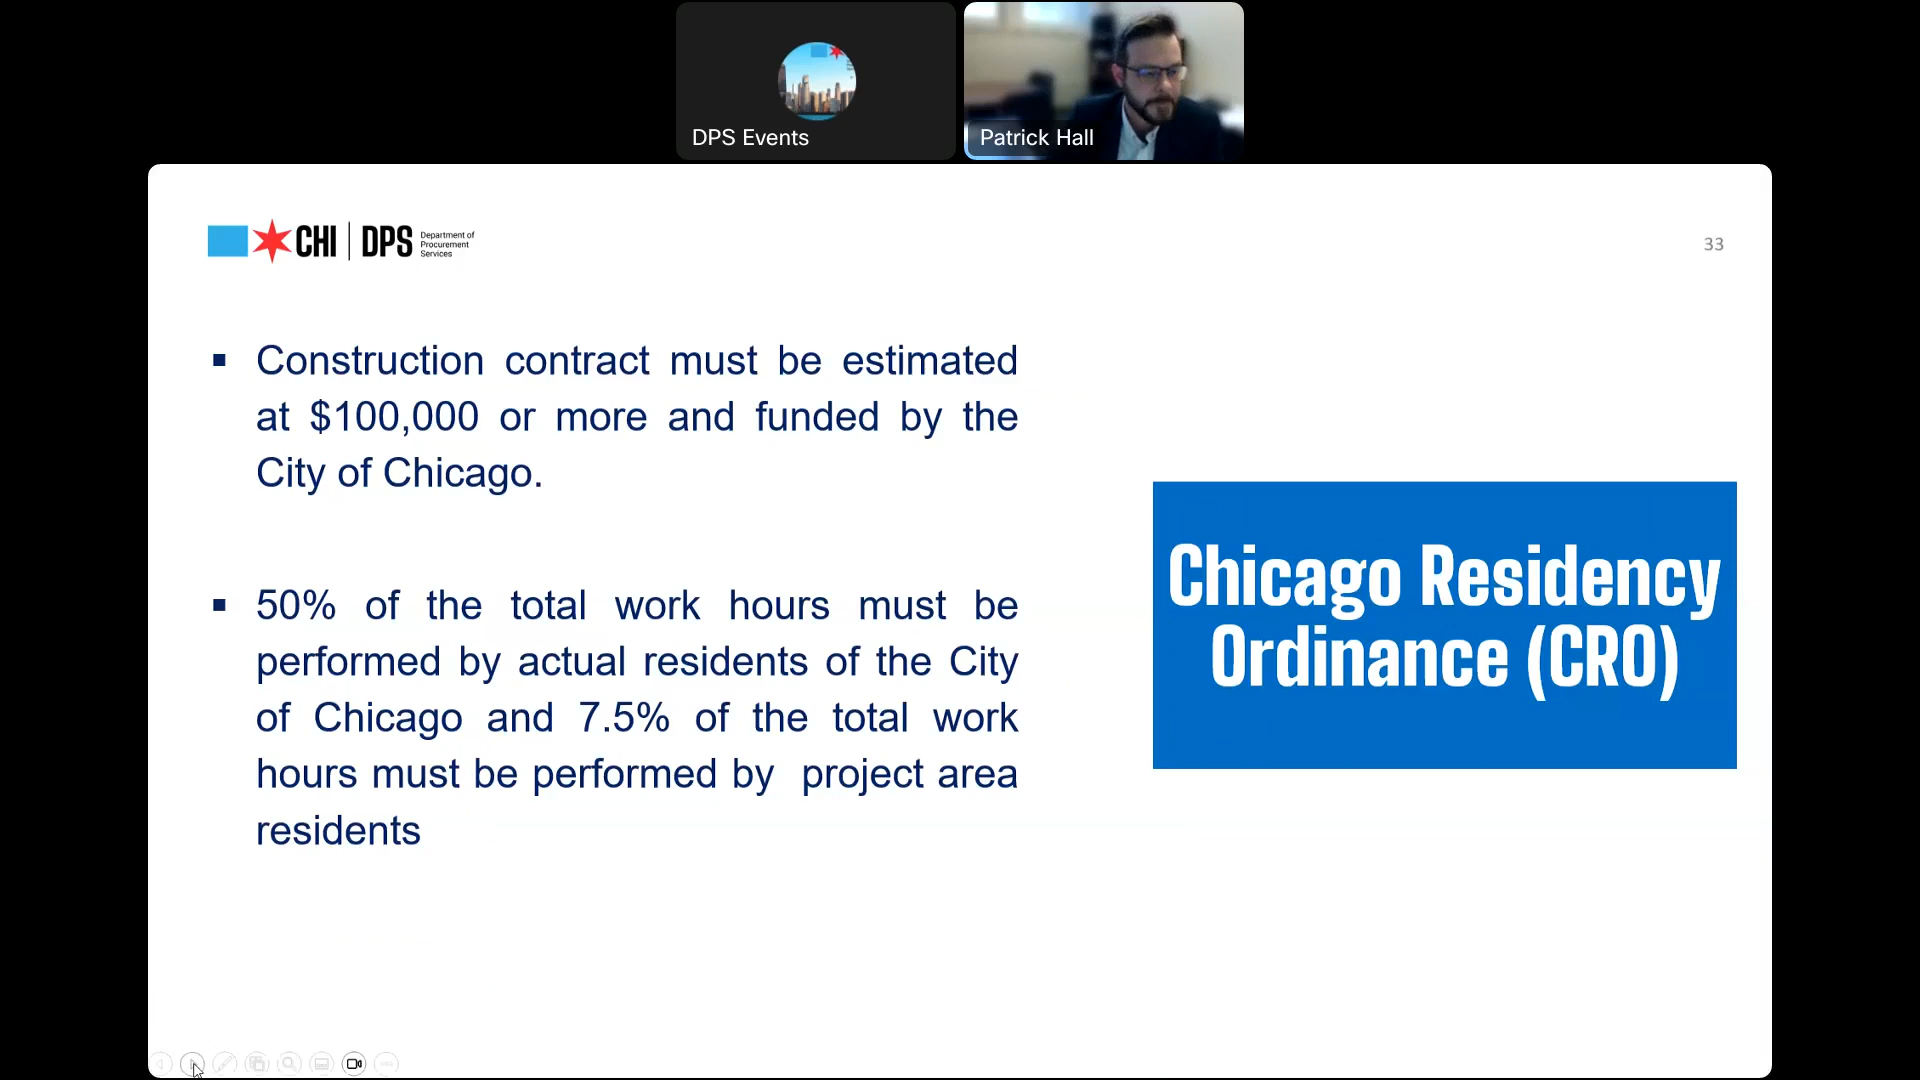 DPS Events
Patrick Hall
CHI | DPS
Department of
Procurement
Services
33
▪ Construction contract must be estimated
at $100,000 or more and funded by the
City of Chicago.
▪ 50% of the total work hours must be
performed by actual residents of the City
of Chicago and 7.5% of the total work
hours must be performed by project area
residents
Chicago Residency
Ordinance (CRO)